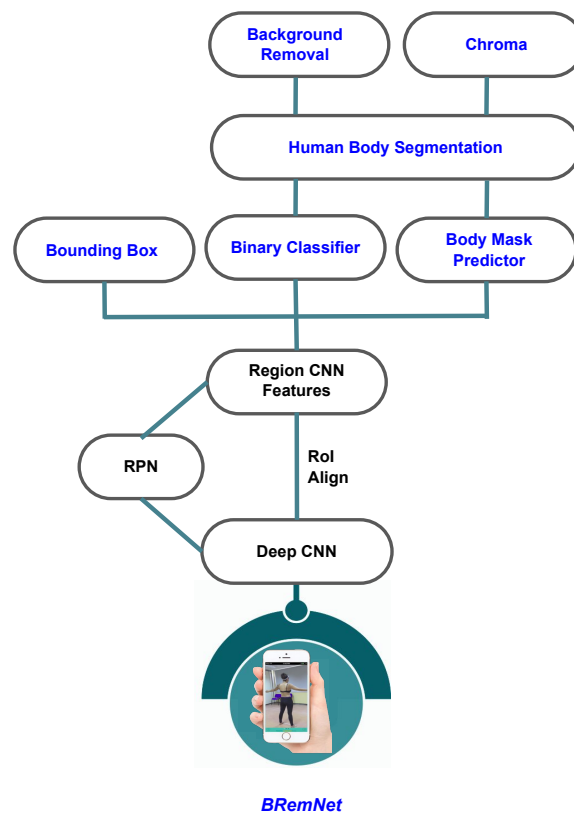 Background
Removal
Chroma
Human Body Segmentation
Bounding Box
Binary Classifier
Body Mask
Predictor
Region CNN
Features
RPN
RoI
Align
Deep CNN
BRemNet